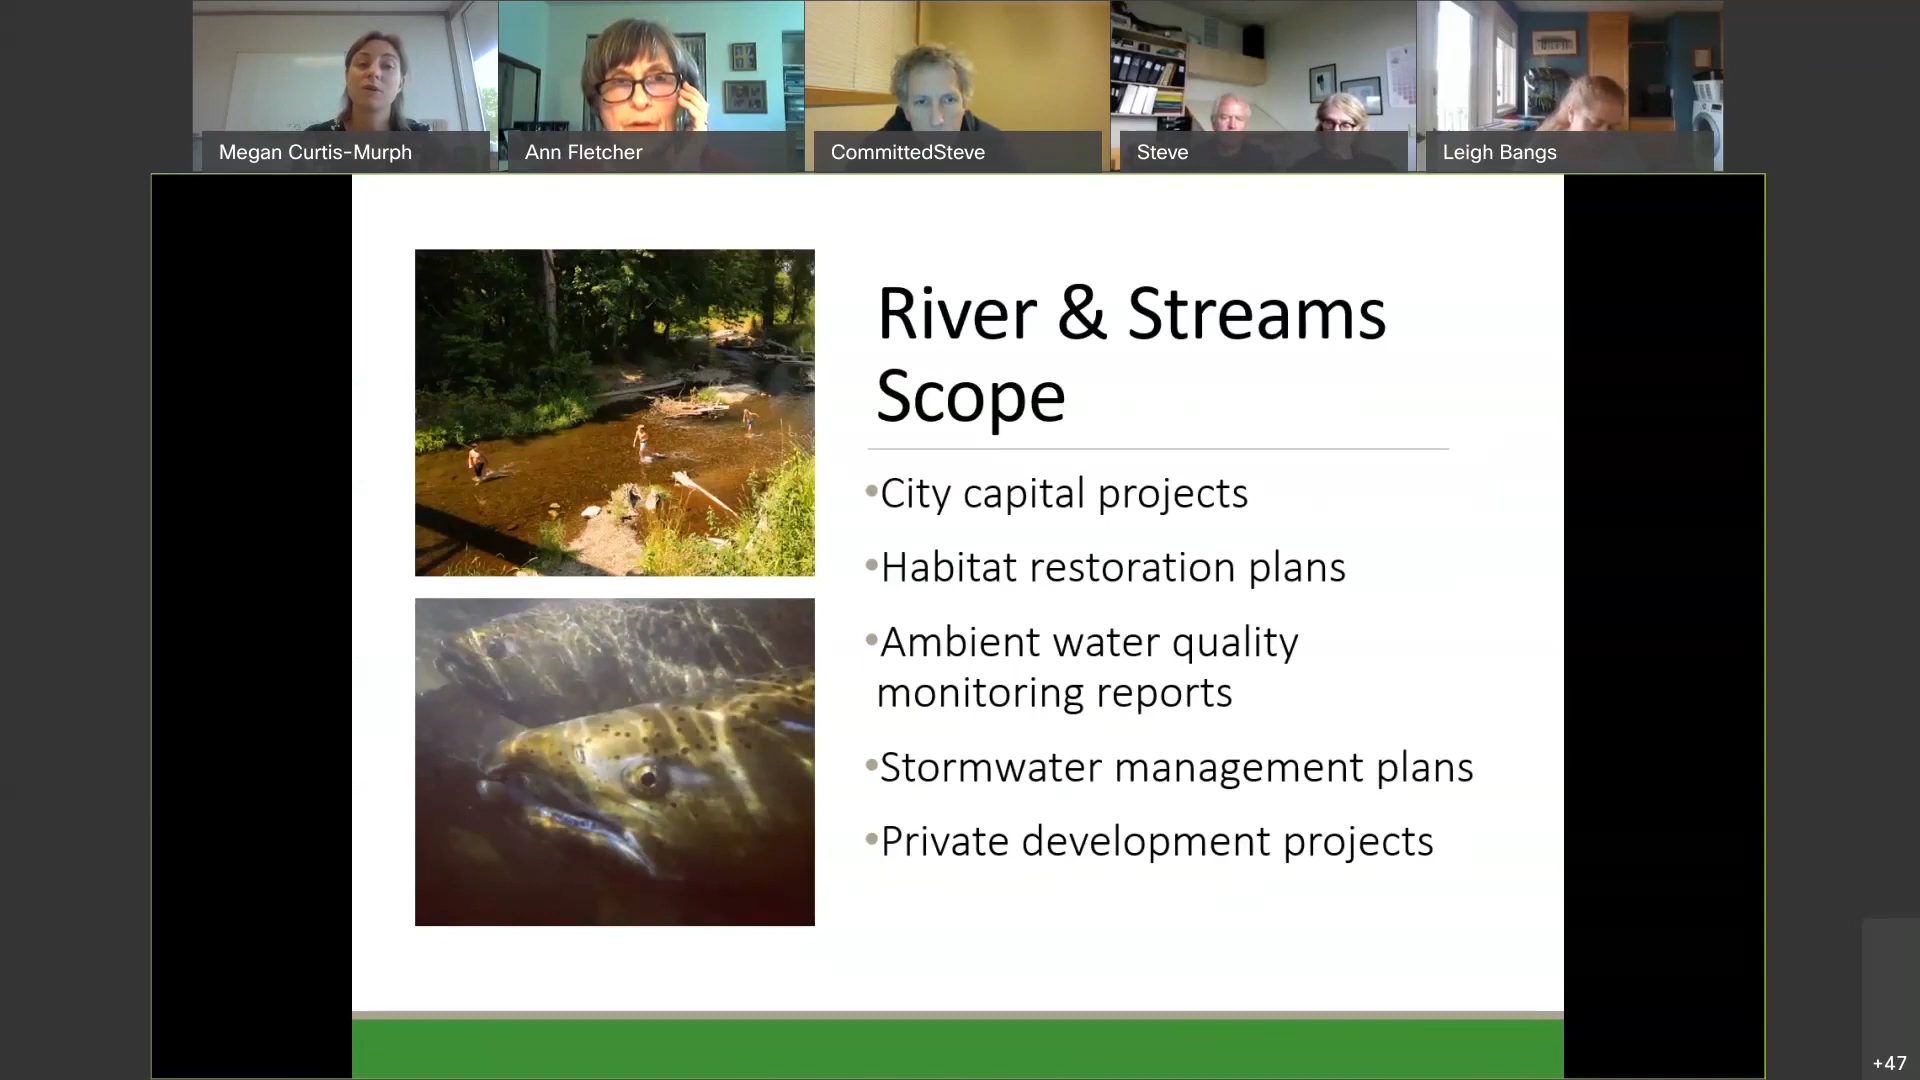 Megan Curtis-Murph
Ann Fletcher
CommittedSteve
Steve
Leigh Bangs
River & Streams
Scope
•City capital projects
•Habitat restoration plans
•Ambient water quality
monitoring reports
•Stormwater management plans
•Private development projects
+47